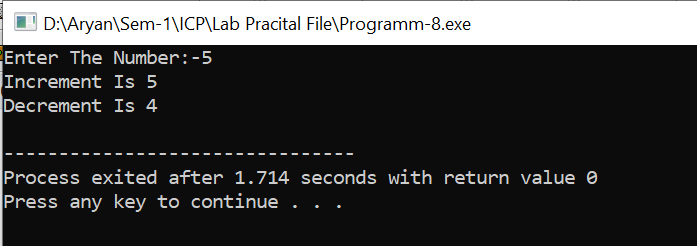 D:\Aryan\Sem-1\ICP\Lab Pracital File\Programm-8.exe
Enter The Number:-5
Increment Is 5
Decrement Is 4
--------------------------------
Process exited after 1.714 seconds with return value 0
Press any key to continue . . .